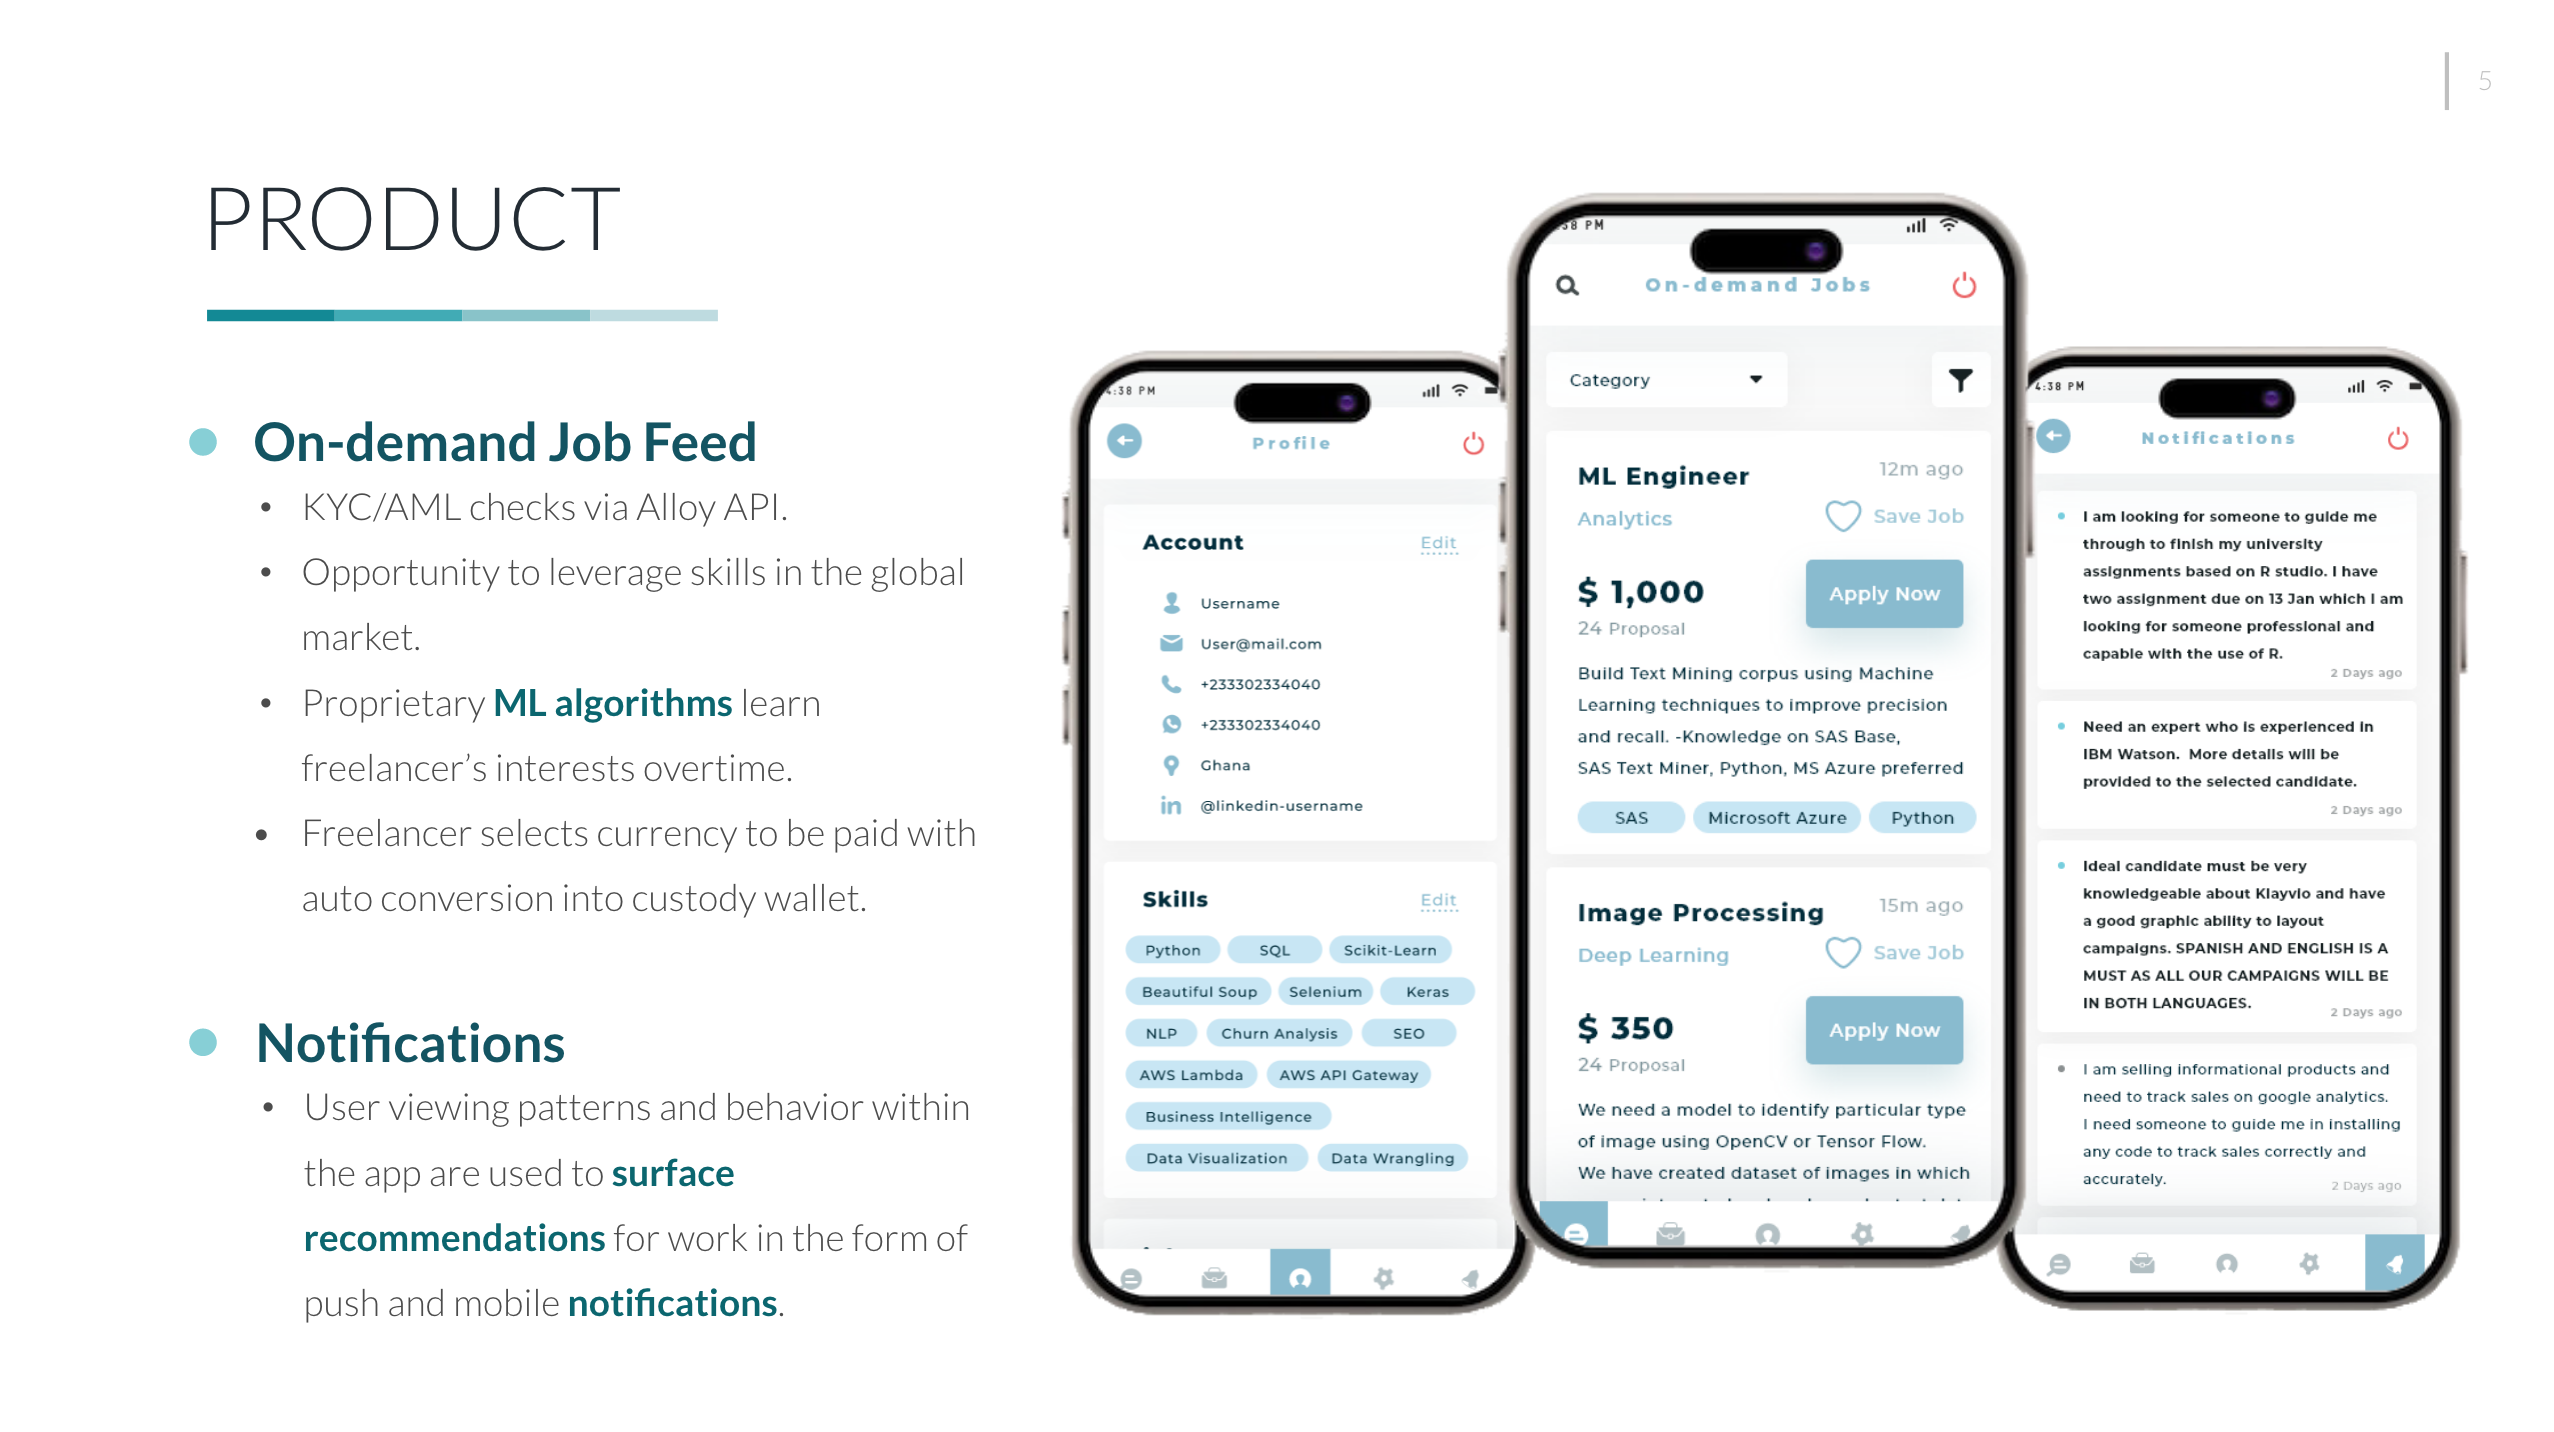 5
PRODUCT
On-demand Job Feed
• KYC/AML checks via Alloy API.
• Opportunity to leverage skills in the global
market.
• Proprietary ML algorithms learn
freelancer’s interests overtime.
• Freelancer selects currency to be paid with
auto conversion into custody wallet.
Notifications
• User viewing patterns and behavior within
the app are used to surface
recommendations for work in the form of
push and mobile notifications.
4:38 PM
Profile
Account
Edit
Username
User@mail.com
+233302334040
+233302334040
Ghana
in @linkedin-username
Skills
Edit
Python SQL Scikit-Learn
Beautiful Soup Selenium Keras
NLP Churn Analysis SEO
AWS Lambda AWS API Gateway
Business Intelligence
Data Visualization Data Wrangling
38 PM
On-demand Jobs
Category
ML Engineer
12m ago
Analytics
Save Job
$ 1,000
Apply Now
24 Proposal
Build Text Mining corpus using Machine
Learning techniques to improve precision
and recall. -Knowledge on SAS Base,
SAS Text Miner, Python, MS Azure preferred
SAS Microsoft Azure Python
Image Processing
15m ago
Deep Learning
Save Job
$ 350
Apply Now
24 Proposal
We need a model to identify particular type
of image using OpenCV or Tensor Flow.
We have created dataset of images in which
4:38 PM
Notifications
I am looking for someone to guide me
through to finish my university
assignments based on R studio. I have
two assignment due on 13 Jan which I am
looking for someone professional and
capable with the use of R.
2 Days ago
Need an expert who is experienced in
IBM Watson. More details will be
provided to the selected candidate.
2 Days ago
Ideal candidate must be very
knowledgeable about Klayvio and have
a good graphic ability to layout
campaigns. SPANISH AND ENGLISH IS A
MUST AS ALL OUR CAMPAIGNS WILL BE
IN BOTH LANGUAGES.
2 Days ago
I am selling informational products and
need to track sales on google analytics.
I need someone to guide me in installing
any code to track sales correctly and
accurately.
2 Days ago